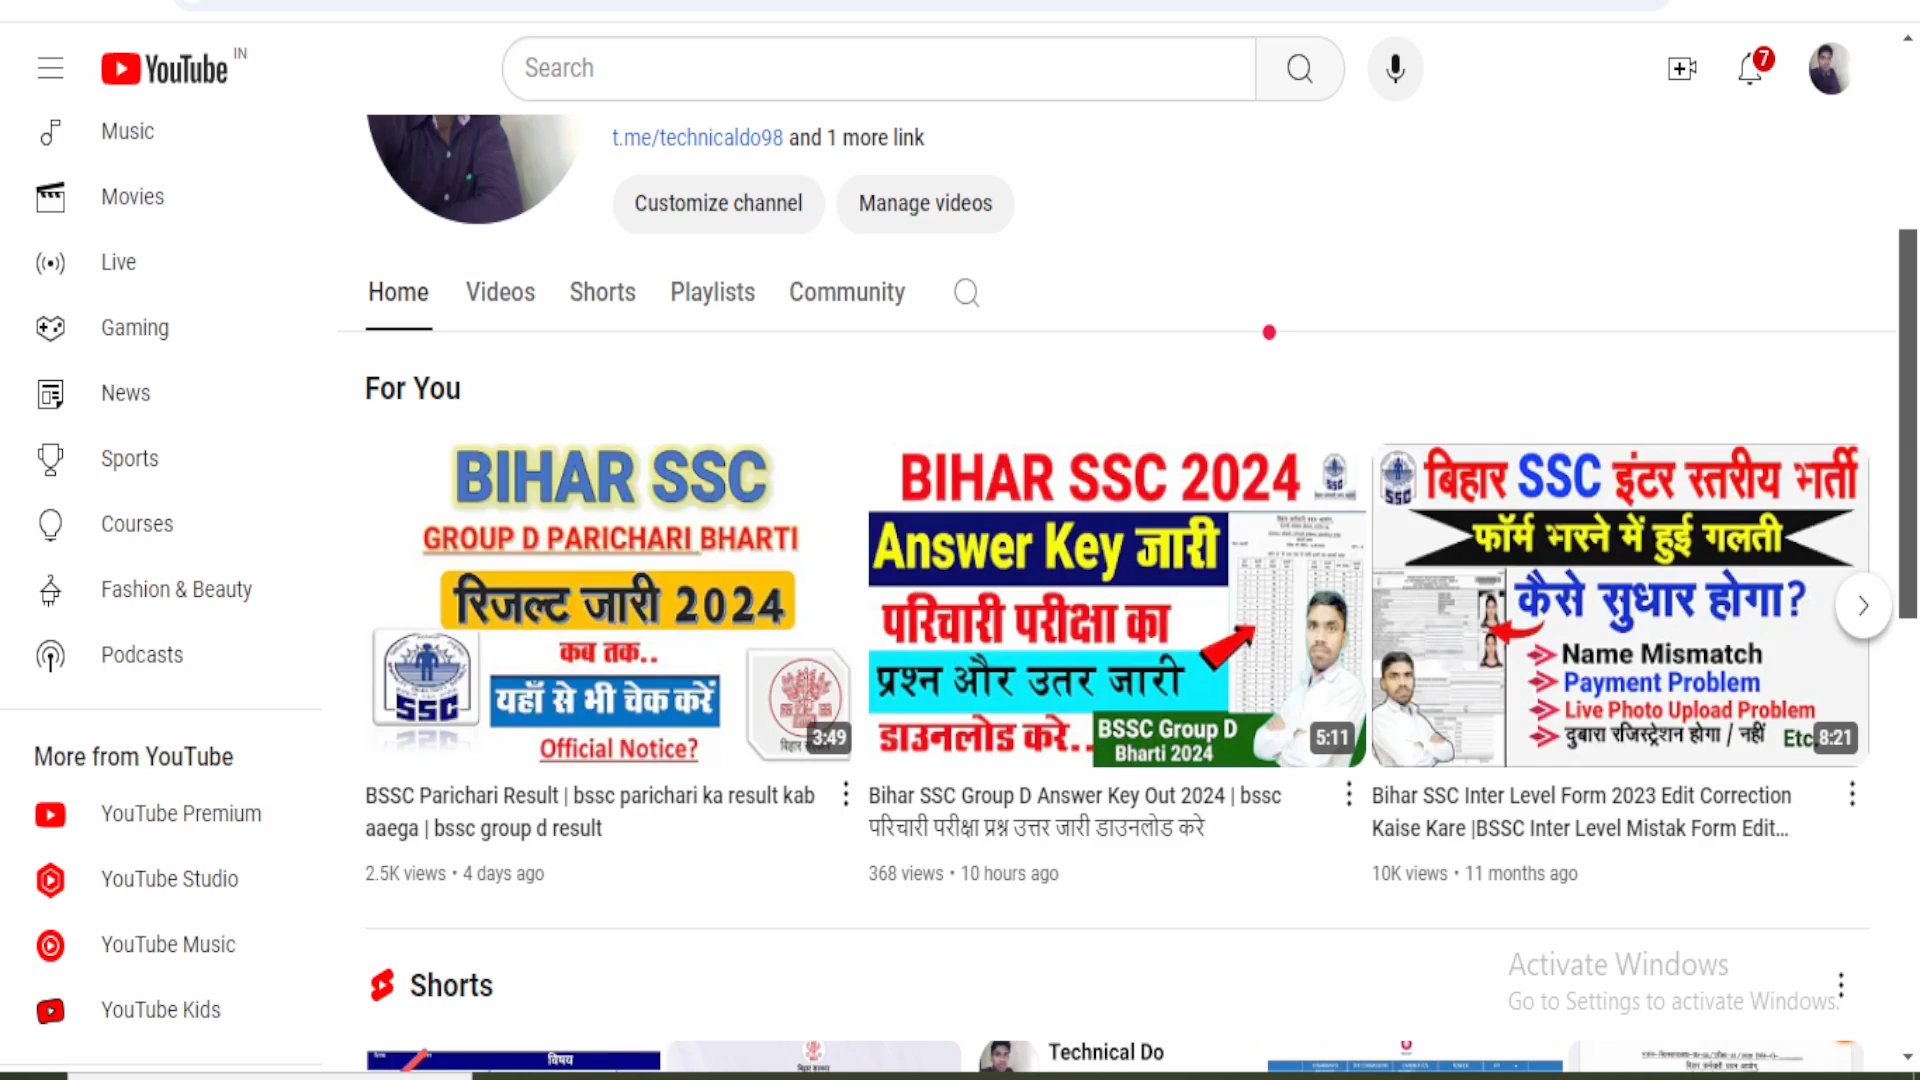 YouTube IN
Search
7
Music
Movies
Live
Gaming
News
Sports
Courses
Fashion & Beauty
Podcasts
More from YouTube
YouTube Premium
YouTube Studio
YouTube Music
YouTube Kids
t.me/technicaldo98 and 1 more link
Customize channel
Manage videos
Home
Videos
Shorts
Playlists
Community
For You
BIHAR SSC
GROUP D PARICHARI BHARTI
रिजल्ट जारी 2024
कब तक..
यहाँ से भी चेक करें
Official Notice?
SSC
3:49
BSSC Parichari Result | bssc parichari ka result kab
aaega | bssc group d result
2.5K views • 4 days ago
BIHAR SSC 2024
Answer Key जारी
परिचारी परीक्षा का
प्रश्न और उतर जारी
डाउनलोड करे..
BSSC Group D
Bharti 2024
5:11
Bihar SSC Group D Answer Key Out 2024 | bssc
परिचारी परीक्षा प्रश्न उत्तर जारी डाउनलोड करे
368 views • 10 hours ago
SSC
बिहार SSC इंटर स्तरीय भर्ती
फॉर्म भरने में हुई गलती
कैसे सुधार होगा?
Name Mismatch
Payment Problem
Live Photo Upload Problem
दुबारा रजिस्ट्रेशन होगा / नहीं Etc
8:21
Bihar SSC Inter Level Form 2023 Edit Correction
Kaise Kare |BSSC Inter Level Mistak Form Edit...
10K views • 11 months ago
Shorts
Activate Windows
Go to Settings to activate Windows.
विषय
बिहार सरकार
Technical Do